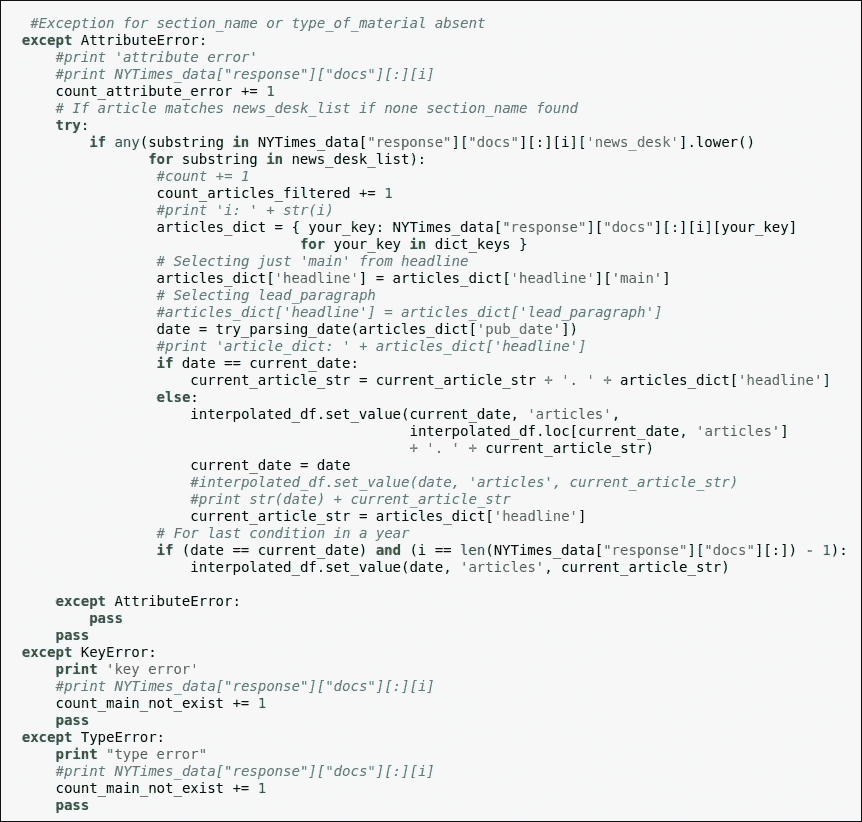 #Exception for section_name or type_of_material absent
except AttributeError:
    #print 'attribute error'
    #print NYTimes_data["response"]["docs"][:][i]
    count_attribute_error += 1
    # If article matches news_desk_list if none section_name found
    try:
        if any(substring in NYTimes_data["response"]["docs"][:][i]['news_desk'].lower()
               for substring in news_desk_list):
                #count += 1
                count_articles_filtered += 1
                #print 'i: ' + str(i)
                articles_dict = { your_key: NYTimes_data["response"]["docs"][:][i][your_key]
                                 for your_key in dict_keys }
                # Selecting just 'main' from headline
                articles_dict['headline'] = articles_dict['headline']['main']
                # Selecting lead_paragraph
                #articles_dict['headline'] = articles_dict['lead_paragraph']
                date = try_parsing_date(articles_dict['pub_date'])
                #print 'article_dict: ' + articles_dict['headline']
                if date == current_date:
                    current_article_str = current_article_str + '. ' + articles_dict['headline']
                else:
                    interpolated_df.set_value(current_date, 'articles',
                                              interpolated_df.loc[current_date, 'articles']
                                              + '. ' + current_article_str)
                    current_date = date
                    #interpolated_df.set_value(date, 'articles', current_article_str)
                    #print str(date) + current_article_str
                    current_article_str = articles_dict['headline']
                # For last condition in a year
                if (date == current_date) and (i == len(NYTimes_data["response"]["docs"][:]) - 1):
                    interpolated_df.set_value(date, 'articles', current_article_str)

    except AttributeError:
        pass
    pass
except KeyError:
    print 'key error'
    #print NYTimes_data["response"]["docs"][:][i]
    count_main_not_exist += 1
    pass
except TypeError:
    print "type error"
    #print NYTimes_data["response"]["docs"][:][i]
    count_main_not_exist += 1
    pass